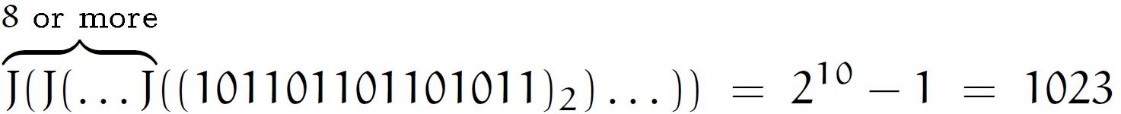 8 or more
J(J(...J((101101101101011)₂)...)) = 2¹⁰ − 1 = 1023